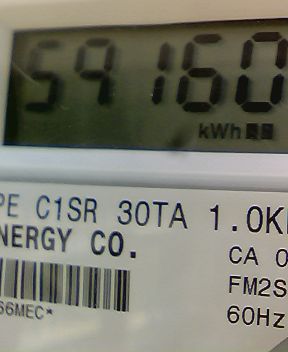 59160
kWh
PE C1SR 30TA 1.0K
NERGY CO.
CA 0
FM2S
66MEC*
60Hz